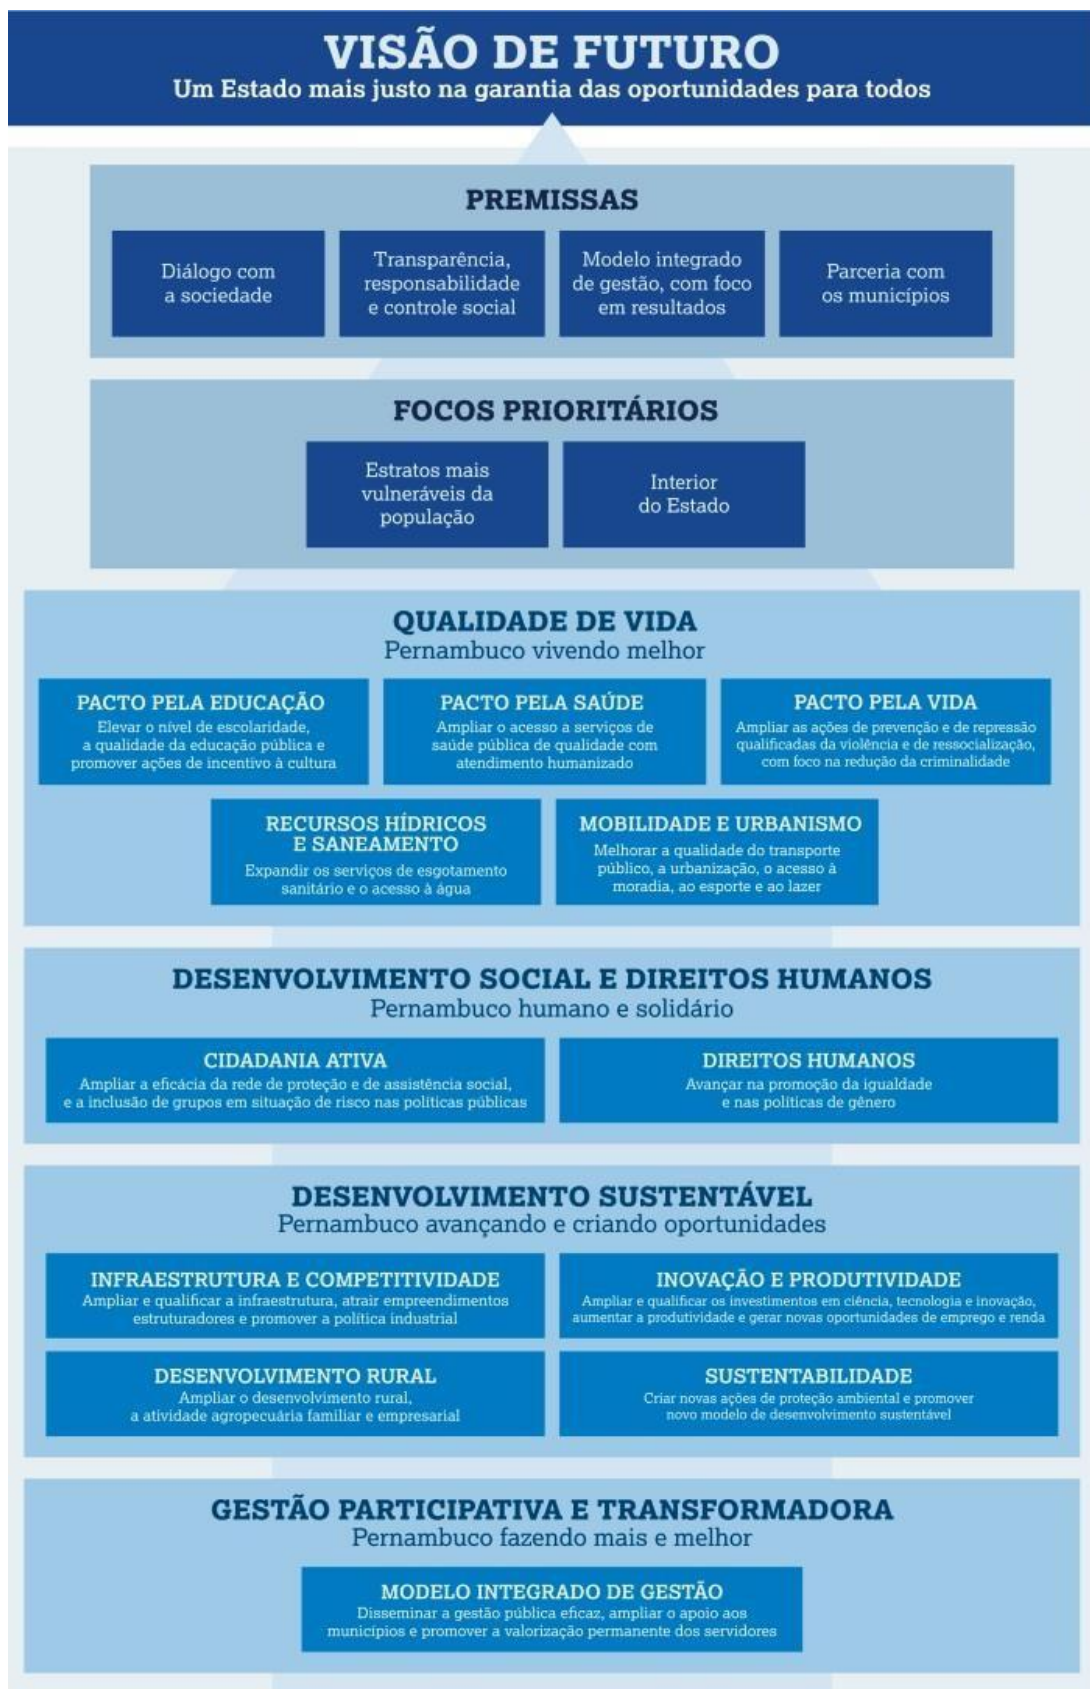 VISÃO DE FUTURO
Um Estado mais justo na garantia das oportunidades para todos
PREMISSAS
Diálogo com
a sociedade
Transparência,
responsabilidade
e controle social
Modelo integrado
de gestão, com foco
em resultados
Parceria com
os municípios
FOCOS PRIORITÁRIOS
Estratos mais
vulneráveis da
população
Interior
do Estado
QUALIDADE DE VIDA
Pernambuco vivendo melhor
PACTO PELA EDUCAÇÃO
Elevar o nível de escolaridade,
a qualidade da educação pública e
promover ações de incentivo à cultura
PACTO PELA SAÚDE
Ampliar o acesso a serviços de
saúde pública de qualidade com
atendimento humanizado
PACTO PELA VIDA
Ampliar as ações de prevenção e de repressão
qualificadas da violência e de ressocialização,
com foco na redução da criminalidade
RECURSOS HÍDRICOS
E SANEAMENTO
Expandir os serviços de esgotamento
sanitário e o acesso à água
MOBILIDADE E URBANISMO
Melhorar a qualidade do transporte
público, a urbanização, o acesso à
moradia, ao esporte e ao lazer
DESENVOLVIMENTO SOCIAL E DIREITOS HUMANOS
Pernambuco humano e solidário
CIDADANIA ATIVA
Ampliar a eficácia da rede de proteção e de assistência social,
e a inclusão de grupos em situação de risco nas políticas públicas
DIREITOS HUMANOS
Avançar na promoção da igualdade
e nas políticas de gênero
DESENVOLVIMENTO SUSTENTÁVEL
Pernambuco avançando e criando oportunidades
INFRAESTRUTURA E COMPETITIVIDADE
Ampliar e qualificar a infraestrutura, atrair empreendimentos
estruturadores e promover a política industrial
INOVAÇÃO E PRODUTIVIDADE
Ampliar e qualificar os investimentos em ciência, tecnologia e inovação,
aumentar a produtividade e gerar novas oportunidades de emprego e renda
DESENVOLVIMENTO RURAL
Ampliar o desenvolvimento rural,
a atividade agropecuária familiar e empresarial
SUSTENTABILIDADE
Criar novas ações de proteção ambiental e promover
novo modelo de desenvolvimento sustentável
GESTÃO PARTICIPATIVA E TRANSFORMADORA
Pernambuco fazendo mais e melhor
MODELO INTEGRADO DE GESTÃO
Disseminar a gestão pública eficaz, ampliar o apoio aos
municípios e promover a valorização permanente dos servidores